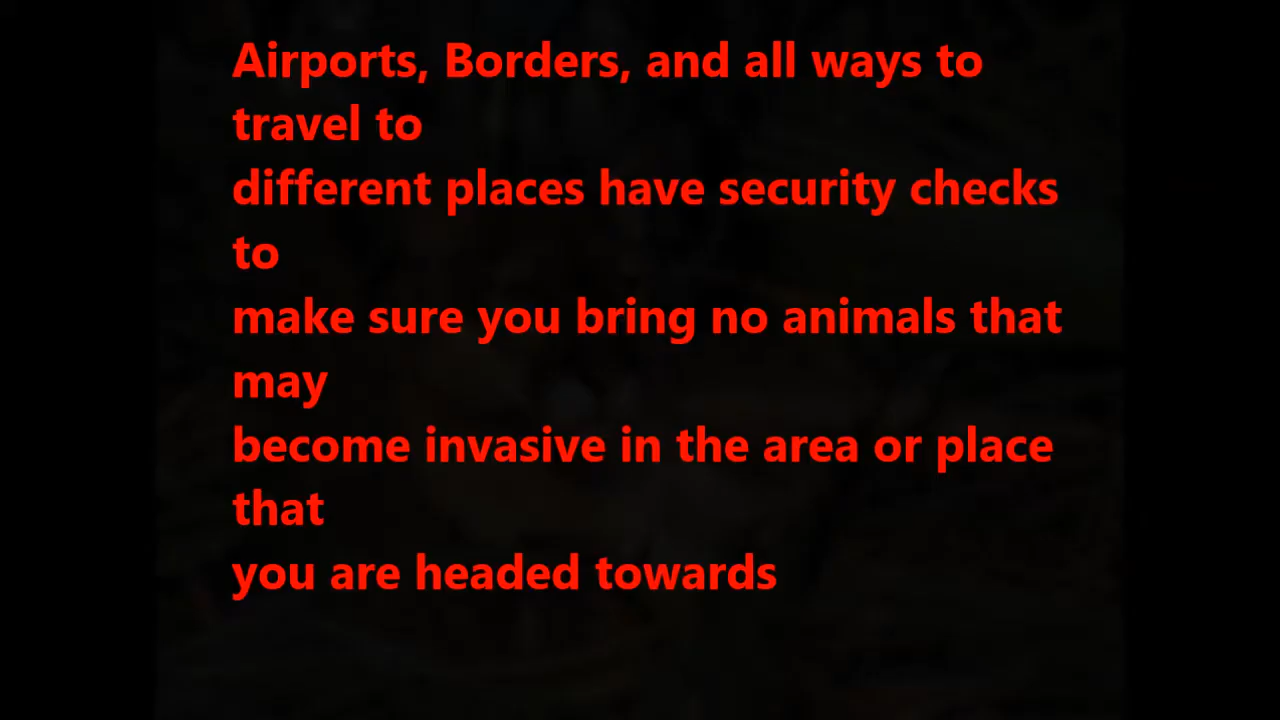 Airports, Borders, and all ways to
travel to
different places have security checks
to
make sure you bring no animals that
may
become invasive in the area or place
that
you are headed towards